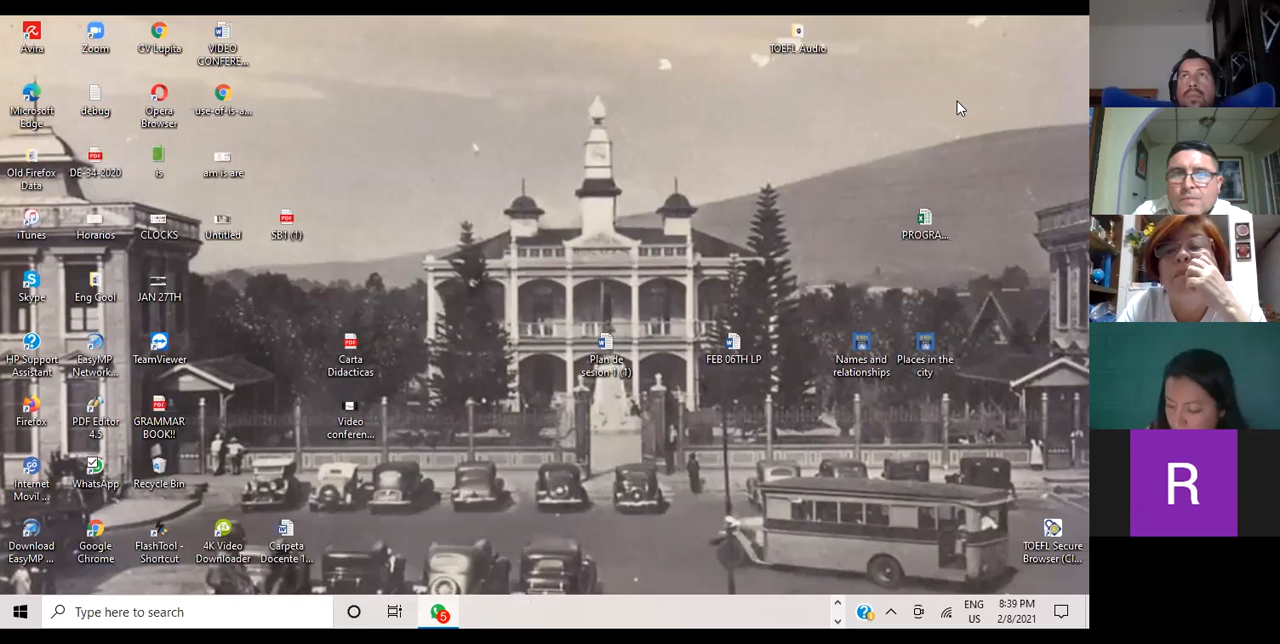 Avira
Zoom
CV Lupita
VIDEO
CONFERE...
TOEFL Audio
Microsoft
Edge
debug
Opera
Browser
use-of-is-a...
Old Firefox
Data
DE-34-2020
is
am is are
iTunes
Horarios
CLOCKS
Untitled
SB1 (1)
PROGRA...
Skype
Eng Cool
JAN 27TH
HP Support
Assistant
EasyMP
Network...
TeamViewer
Carta
Didacticas
Plan de
sesion 1 (1)
FEB 06TH LP
Names and
relationships
Places in the
city
Firefox
PDF Editor
4.5
GRAMMAR
BOOK!!
Video
conferen...
Internet
Movil ...
WhatsApp
Recycle Bin
Download
EasyMP ...
Google
Chrome
FlashTool -
Shortcut
4K Video
Downloader
Carpeta
Docente 1...
TOEFL Secure
Browser (Cl...
R
Type here to search
5
ENG
US
8:39 PM
2/8/2021